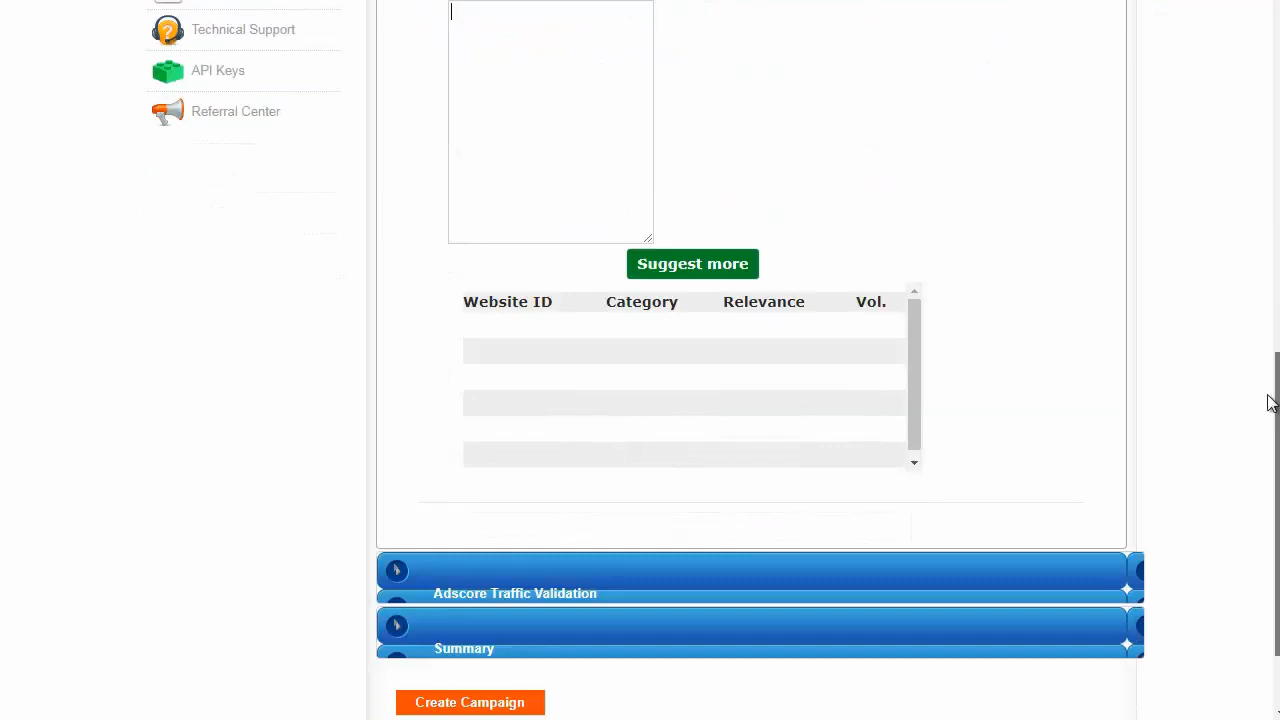 Technical Support
API Keys
Referral Center
Suggest more
Website ID Category Relevance Vol.
Adscore Traffic Validation
Summary
Create Campaign